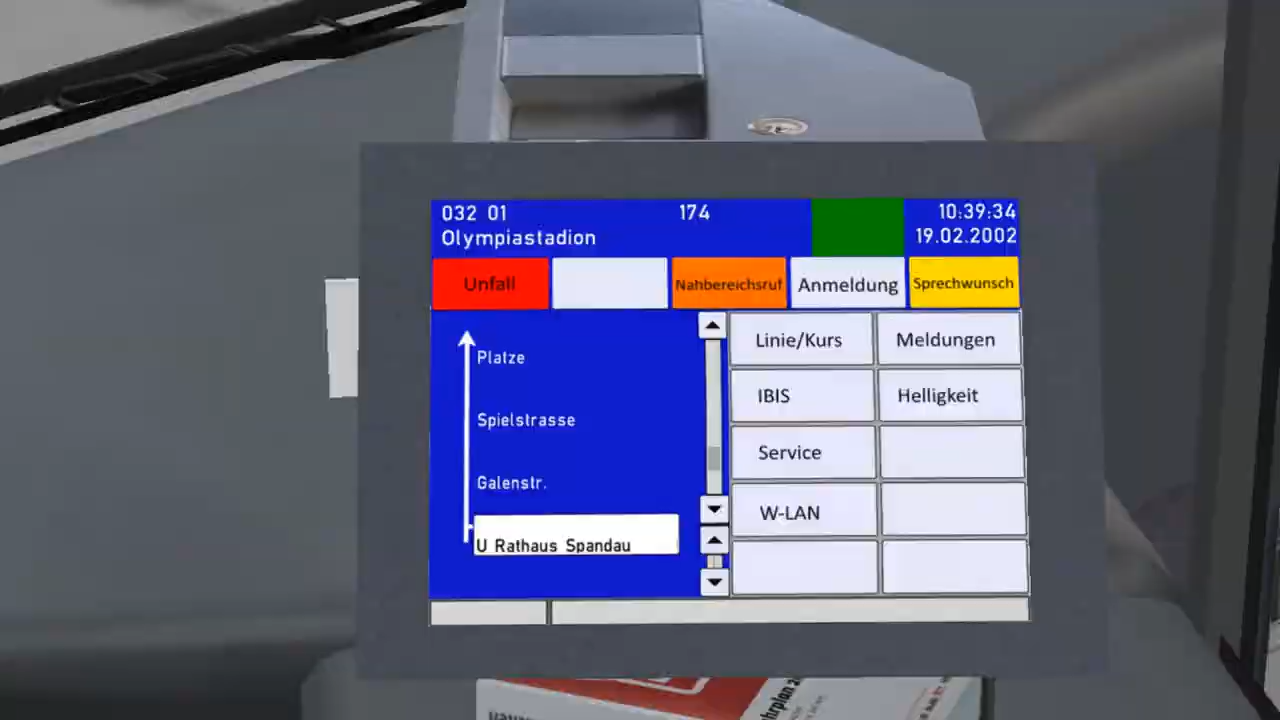 032 01 174 10:39:34
Olympiastadion 19.02.2002
Unfall Nahbereichsruf Anmeldung Sprechwunsch
Platze
Spielstrasse
Galenstr.
U Rathaus Spandau
Linie/Kurs Meldungen
IBIS Helligkeit
Service
W-LAN